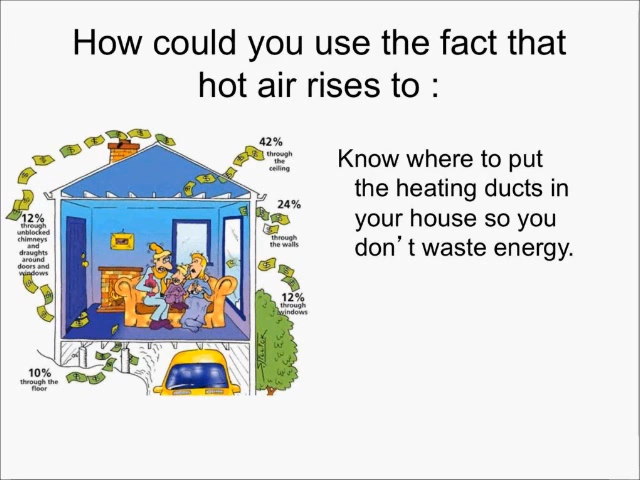 How could you use the fact that
hot air rises to :
42%
through
the
ceiling
Know where to put
the heating ducts in
your house so you
don’t waste energy.
24%
through
the walls
12%
through
unblocked
chimneys
and
draughts
around
doors and
windows
12%
through
windows
10%
through the
floor